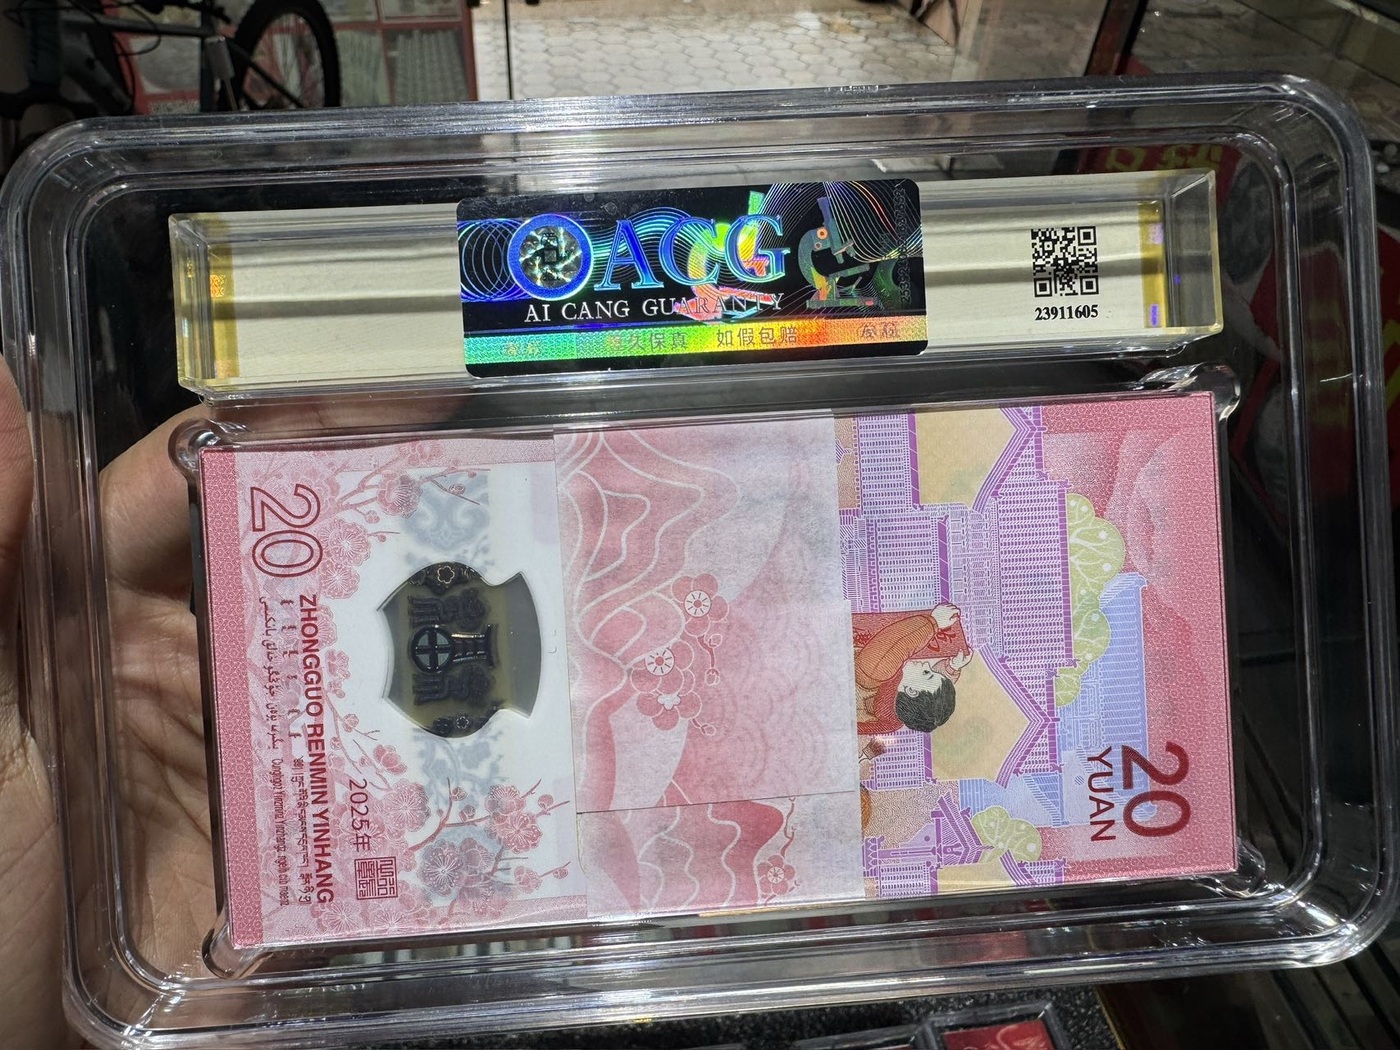 ACG
AI CANG GUARANTY
永久保真 如假包赔
23911605
20
ZHONGGUO RENMIN YINHANG
2025年
20
YUAN